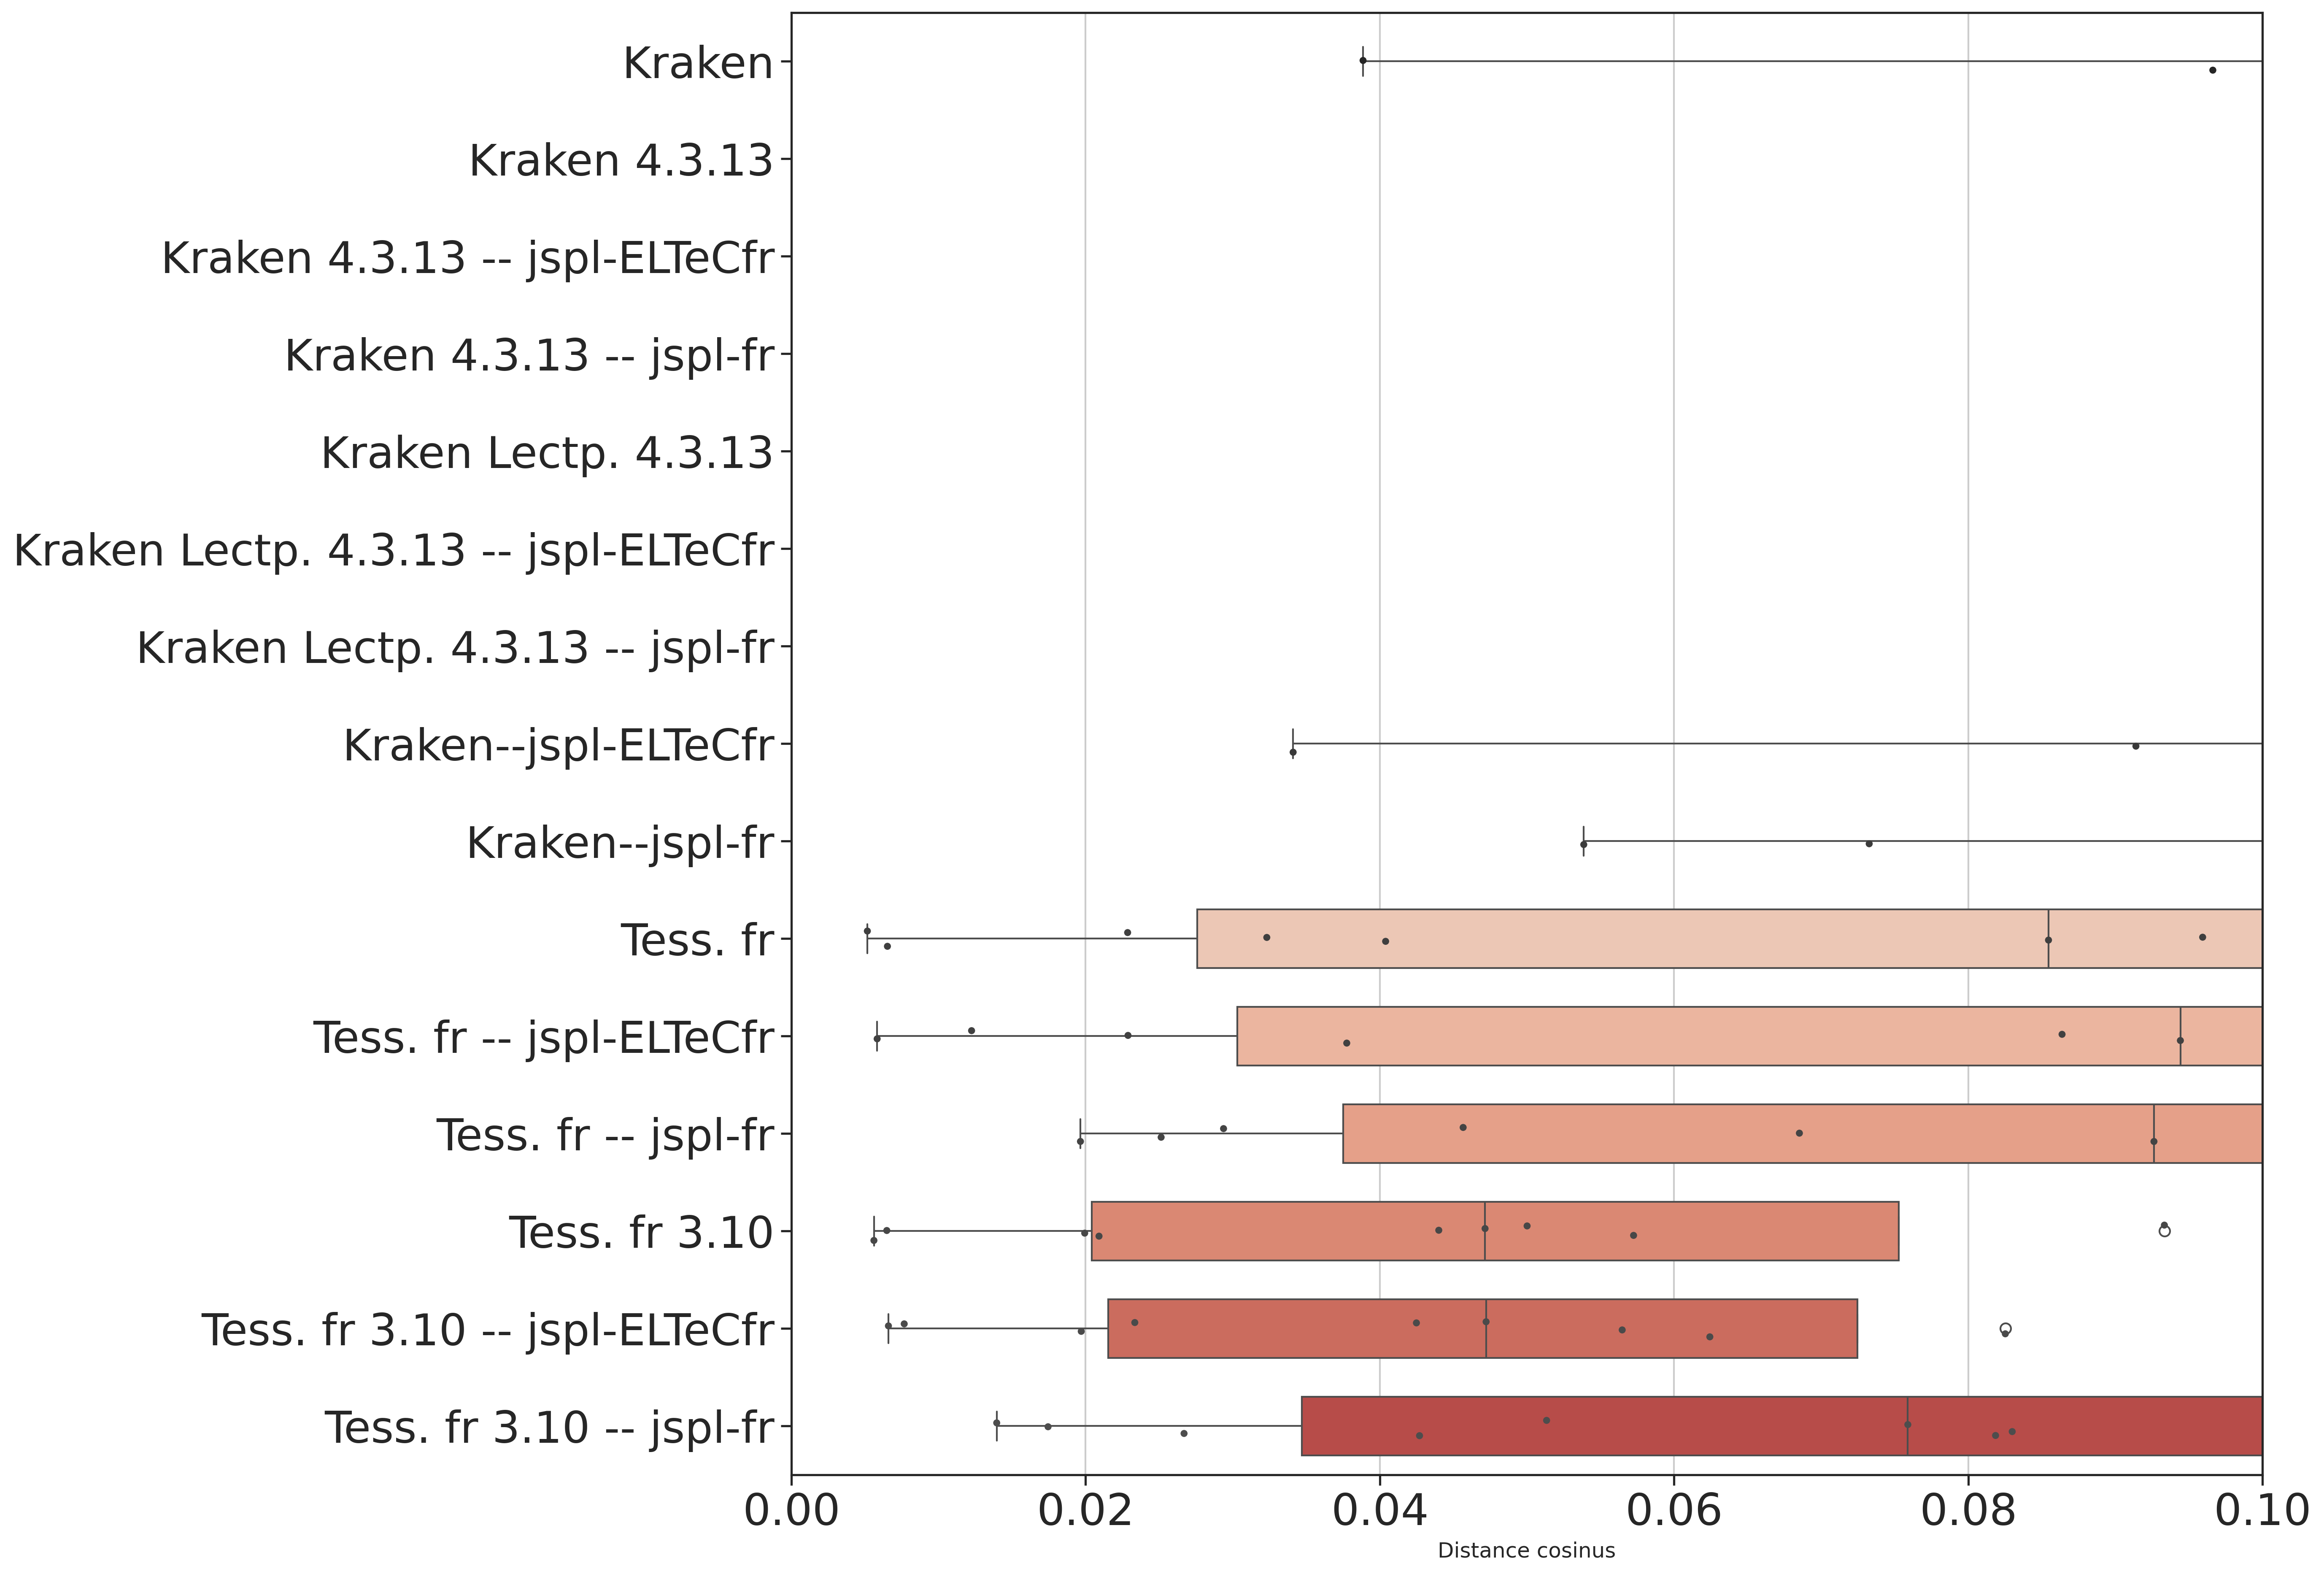 Kraken
Kraken 4.3.13
Kraken 4.3.13 -- jspl-ELTeCfr
Kraken 4.3.13 -- jspl-fr
Kraken Lectp. 4.3.13
Kraken Lectp. 4.3.13 -- jspl-ELTeCfr
Kraken Lectp. 4.3.13 -- jspl-fr
Kraken--jspl-ELTeCfr
Kraken--jspl-fr
Tess. fr
Tess. fr -- jspl-ELTeCfr
Tess. fr -- jspl-fr
Tess. fr 3.10
Tess. fr 3.10 -- jspl-ELTeCfr
Tess. fr 3.10 -- jspl-fr
0.00 0.02 0.04 0.06 0.08 0.10
Distance cosinus